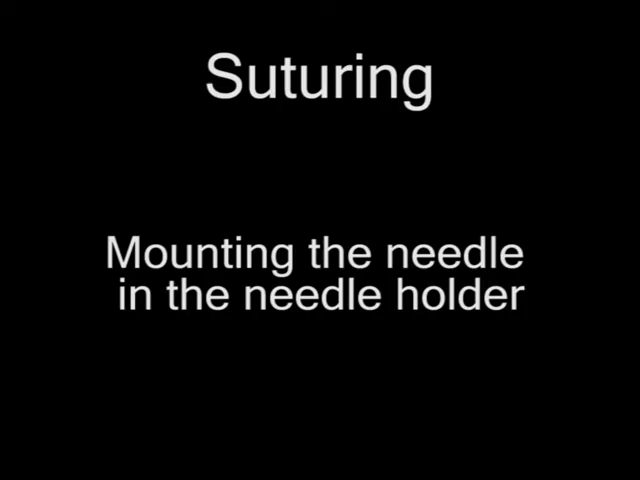 Suturing
Mounting the needle
in the needle holder